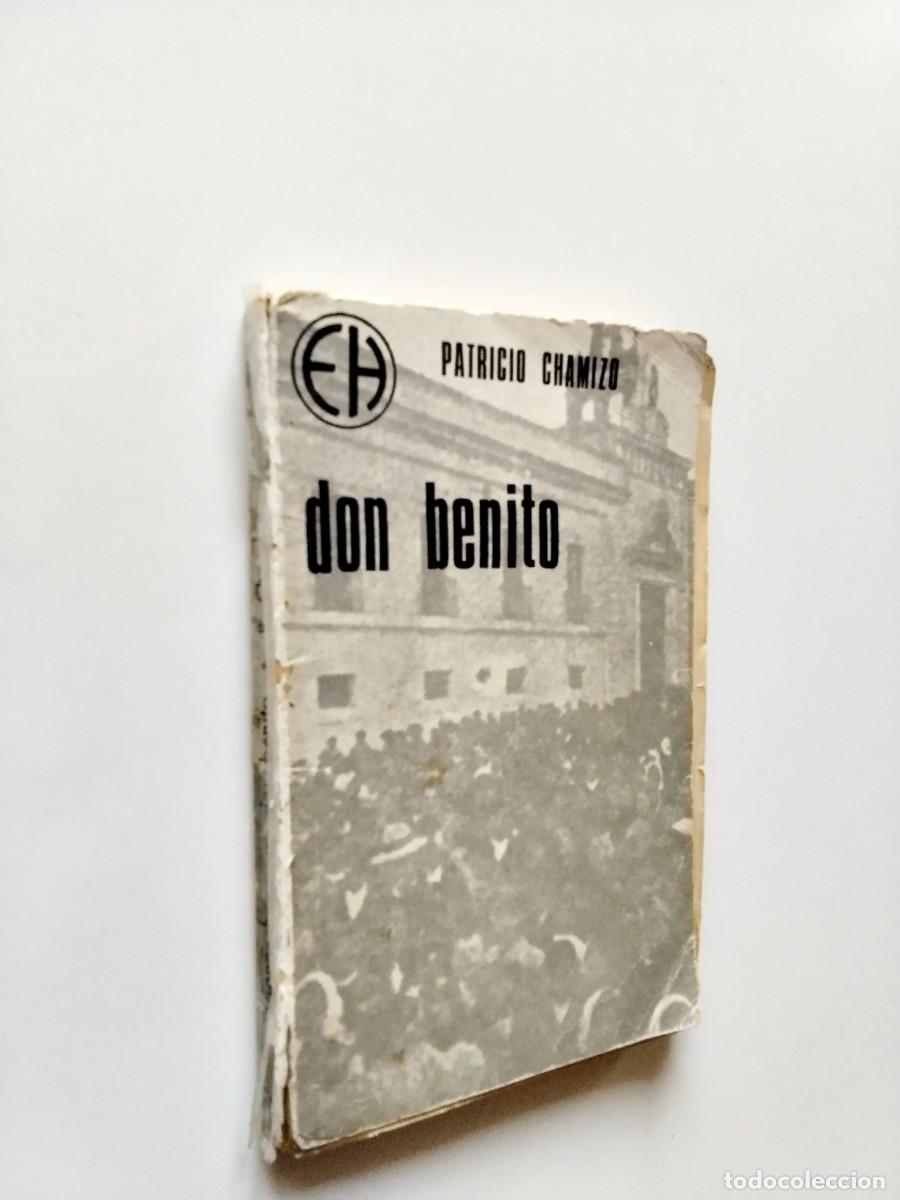 EH
PATRICIO CHAMIZO
don benito
todocoleccion